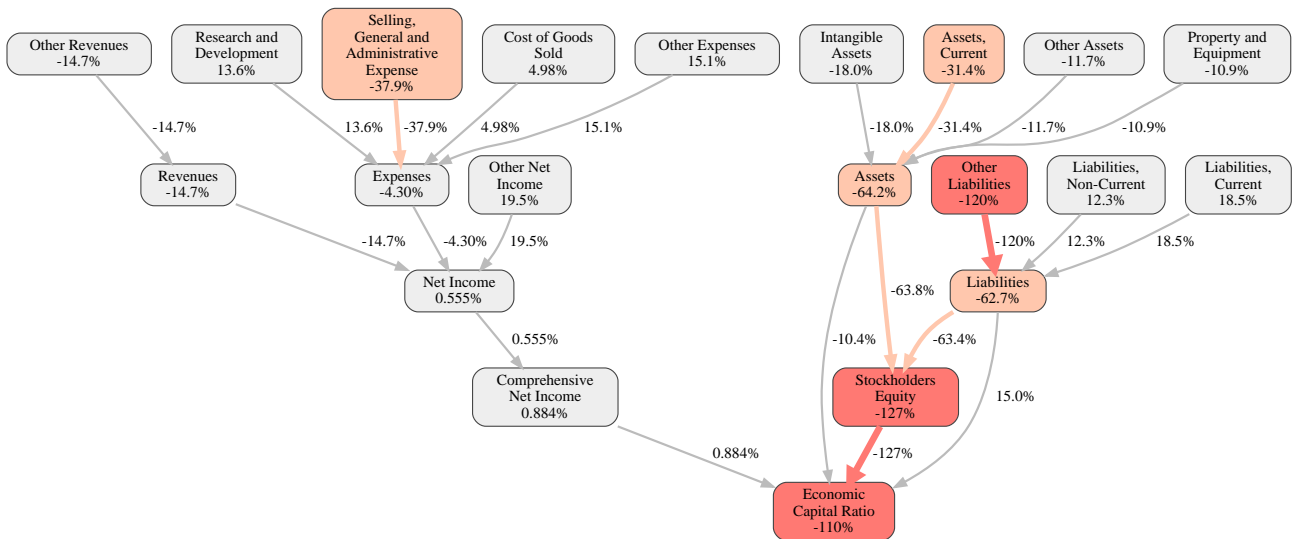 Other Revenues
-14.7%
Research and
Development
13.6%
Selling,
General and
Administrative
Expense
-37.9%
Cost of Goods
Sold
4.98%
Other Expenses
15.1%
Intangible
Assets
-18.0%
Assets,
Current
-31.4%
Other Assets
-11.7%
Property and
Equipment
-10.9%
-14.7%
13.6%
-37.9%
4.98%
15.1%
-18.0%
-31.4%
-11.7%
-10.9%
Revenues
-14.7%
Expenses
-4.30%
Other Net
Income
19.5%
Assets
-64.2%
Other
Liabilities
-120%
Liabilities,
Non-Current
12.3%
Liabilities,
Current
18.5%
-14.7%
-4.30%
19.5%
-120%
12.3%
18.5%
Net Income
0.555%
-63.8%
Liabilities
-62.7%
0.555%
-10.4%
-63.4%
Comprehensive
Net Income
0.884%
Stockholders
Equity
-127%
15.0%
0.884%
-127%
Economic
Capital Ratio
-110%